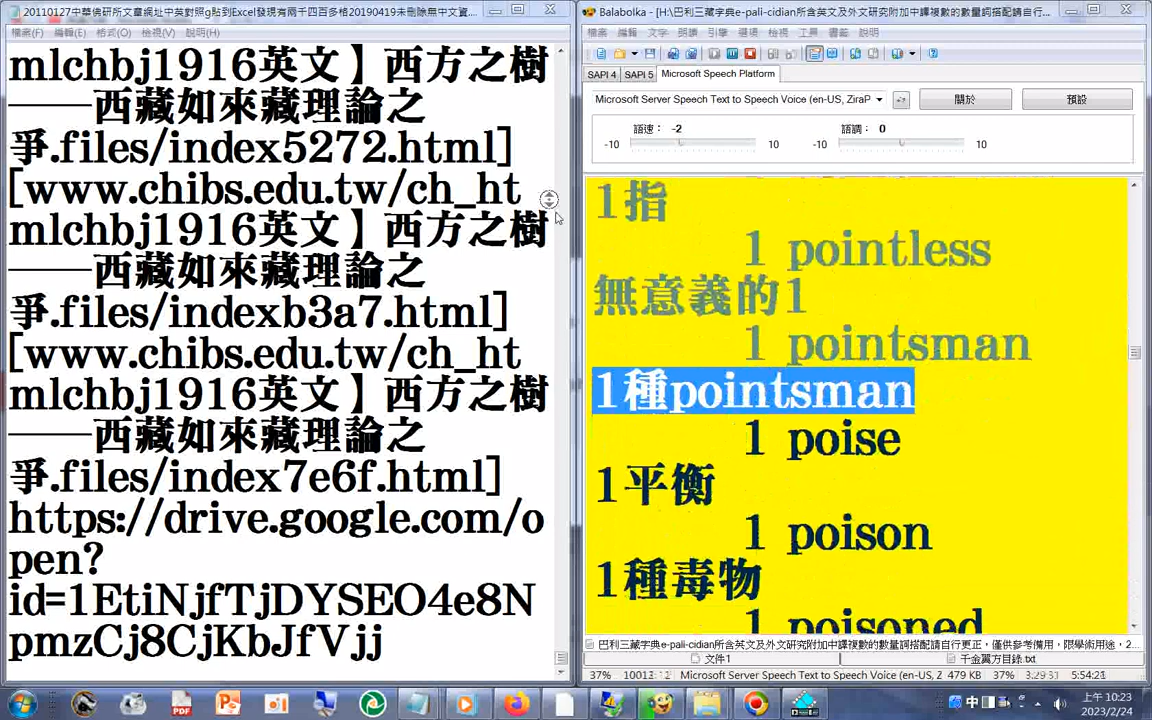 20110127中華佛研所文章網址中英對照g貼到Excel發現有兩千四百多格20190419未刪除無中文資...
檔案(F) 編輯(E) 格式(O) 檢視(V) 說明(H)
mlchbj1916英文】西方之樹
——西藏如來藏理論之
爭.files/index5272.html]
[www.chibs.edu.tw/ch_ht
mlchbj1916英文】西方之樹
——西藏如來藏理論之
爭.files/indexb3a7.html]
[www.chibs.edu.tw/ch_ht
mlchbj1916英文】西方之樹
——西藏如來藏理論之
爭.files/index7e6f.html]
https://drive.google.com/o
pen?
id=1EtiNjfTjDYSEO4e8N
pmzCj8CjKbJfVjj
Balabolka - [H:\巴利三藏字典e-pali-cidian所含英文及外文研究附加中譯複數的數量詞搭配請自行...
檔案 編輯 文字 朗讀 引擎 選項 檢視 工具 書籤 說明
SAPI 4 SAPI 5 Microsoft Speech Platform
Microsoft Server Speech Text to Speech Voice (en-US, ZiraP
關於 預設
語速： -2 語調： 0
-10 10 -10 10
1指
1 pointless
無意義的1
1 pointsman
1種pointsman
1 poise
1平衡
1 poison
1種毒物
1 poisoned
巴利三藏字典e-pali-cidian所含英文及外文研究附加中譯複數的數量詞搭配請自行更正，僅供參考備用，限學術用途，2...
文件1 千金翼方目錄.txt
37% 10013:12 Microsoft Server Speech Text to Speech Voice (en-US, Z 479 KB 37% 3:29:31 5:54:21
上午 10:23
2023/2/24